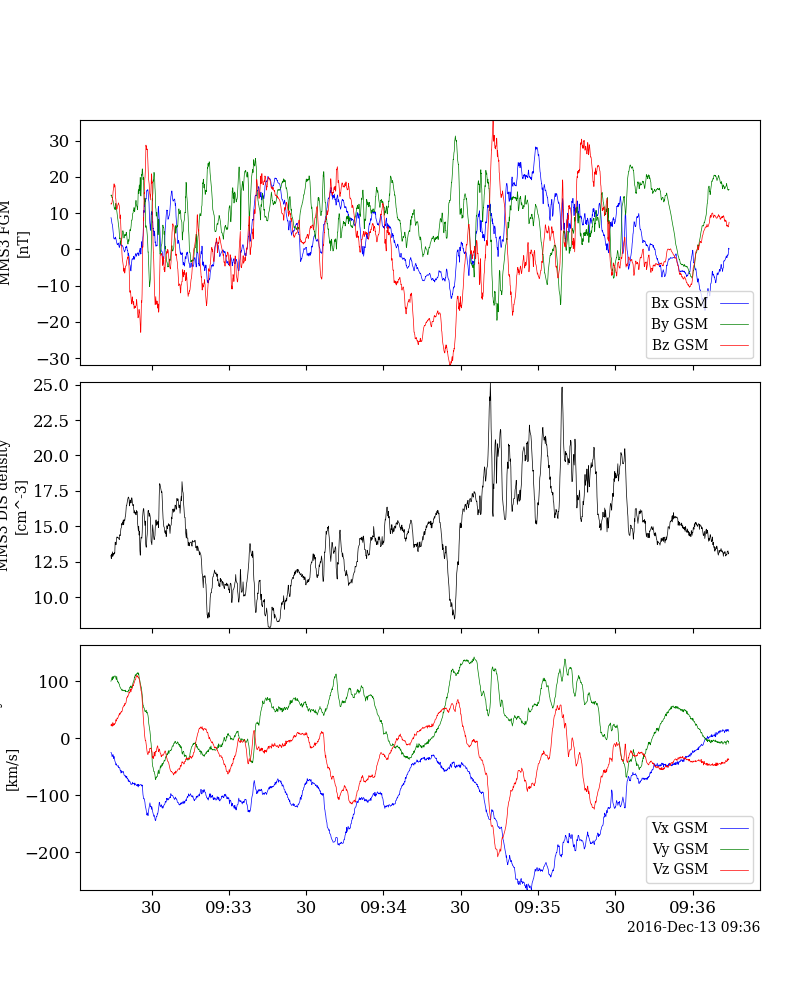 30
20
10
0
−10
−20
−30
MMS3 FGM
[nT]
Bx GSM
By GSM
Bz GSM
25.0
22.5
20.0
17.5
15.0
12.5
10.0
MMS3 DIS density
[cm^-3]
100
0
−100
−200
[km/s]
Vx GSM
Vy GSM
Vz GSM
30 09:33 30 09:34 30 09:35 30 09:36
2016-Dec-13 09:36